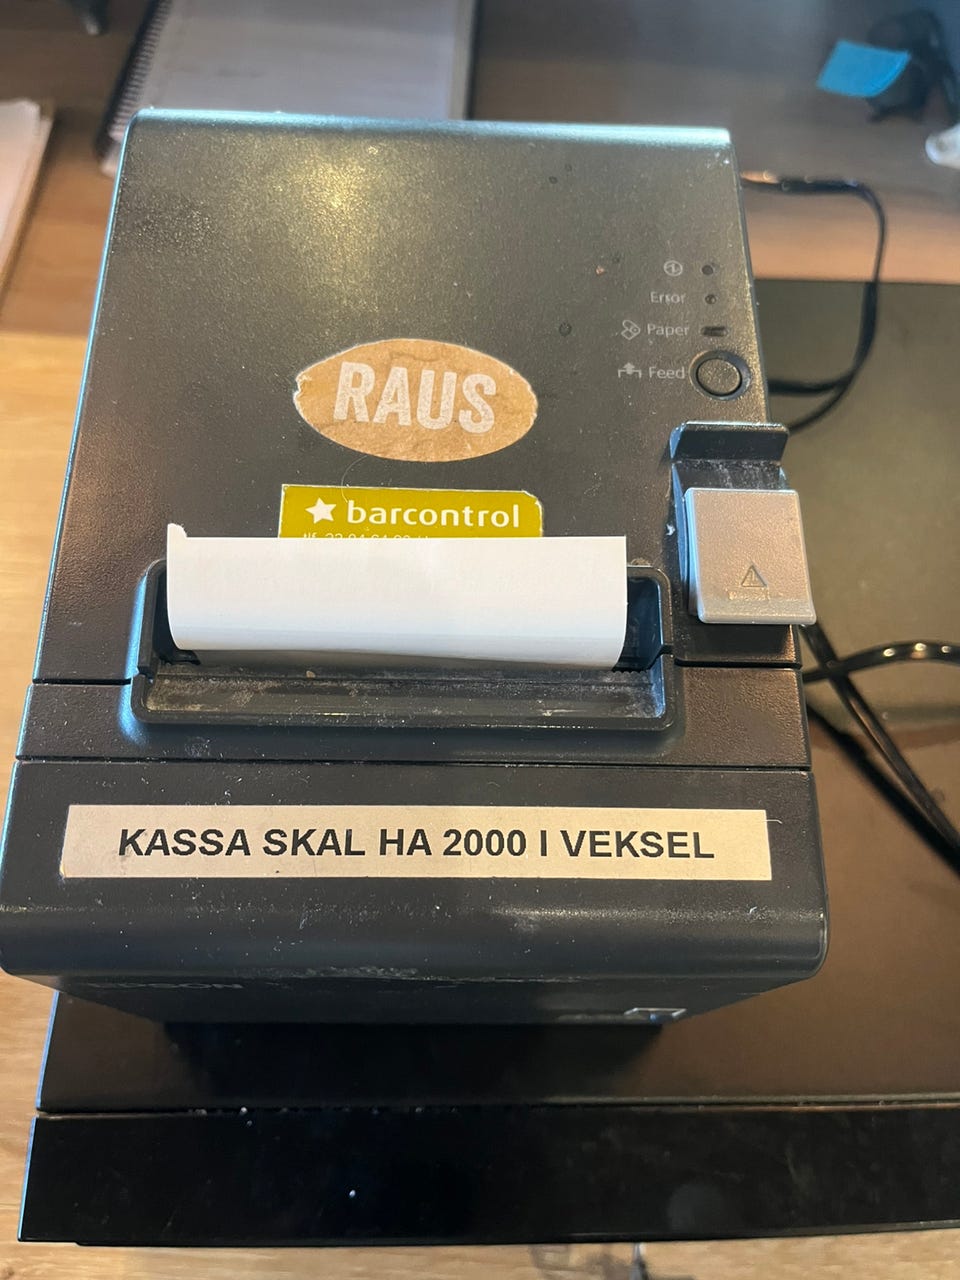 Error
Paper
Feed
RAUS
barcontrol
KASSA SKAL HA 2000 I VEKSEL